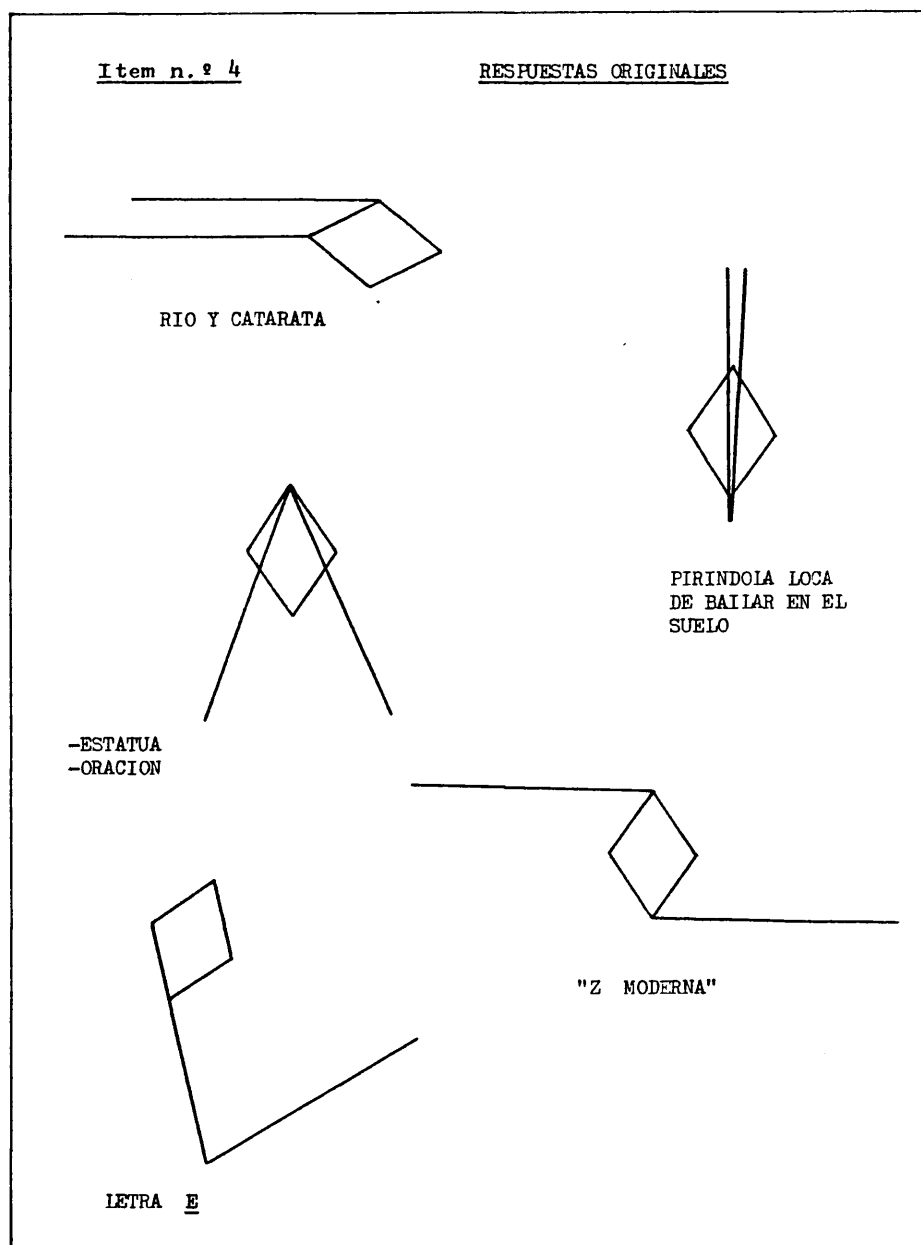 Item n.º 4
RESPUESTAS ORIGINALES
RIO Y CATARATA
PIRINDOLA LOCA
DE BAILAR EN EL
SUELO
-ESTATUA
-ORACION
"Z MODERNA"
LETRA E